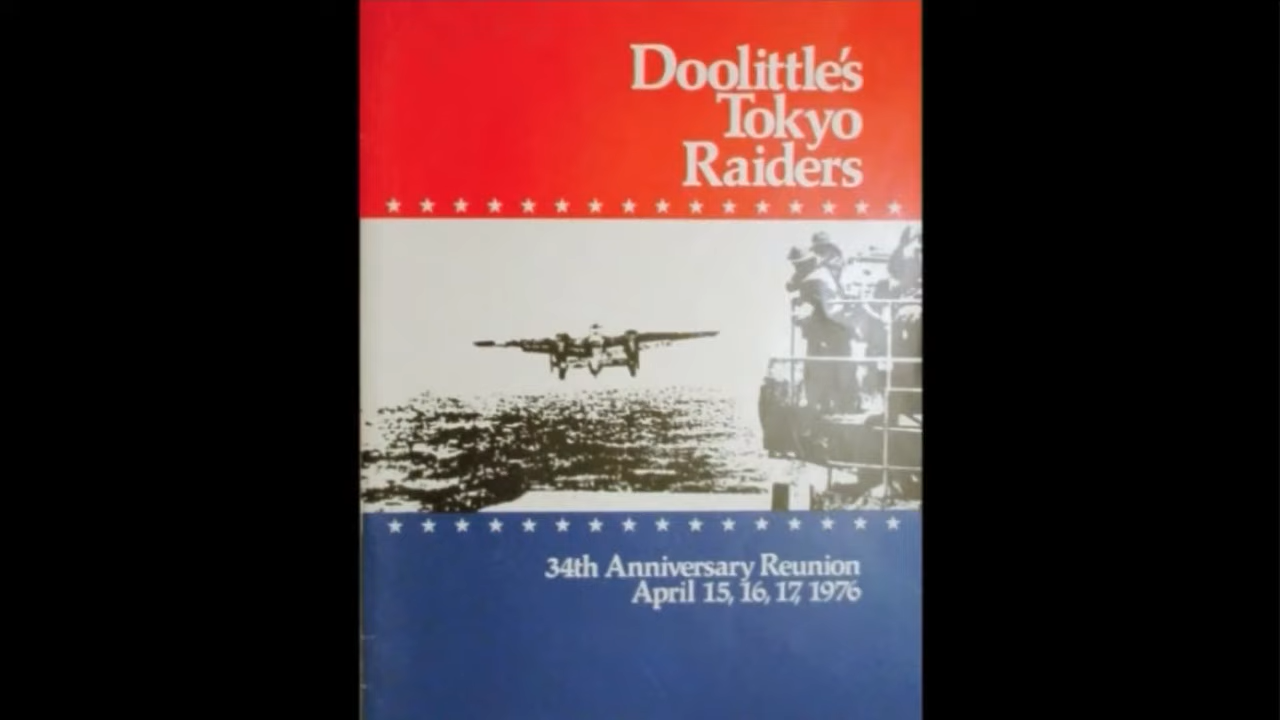 Doolittle's
Tokyo
Raiders
34th Anniversary Reunion
April 15, 16, 17, 1976